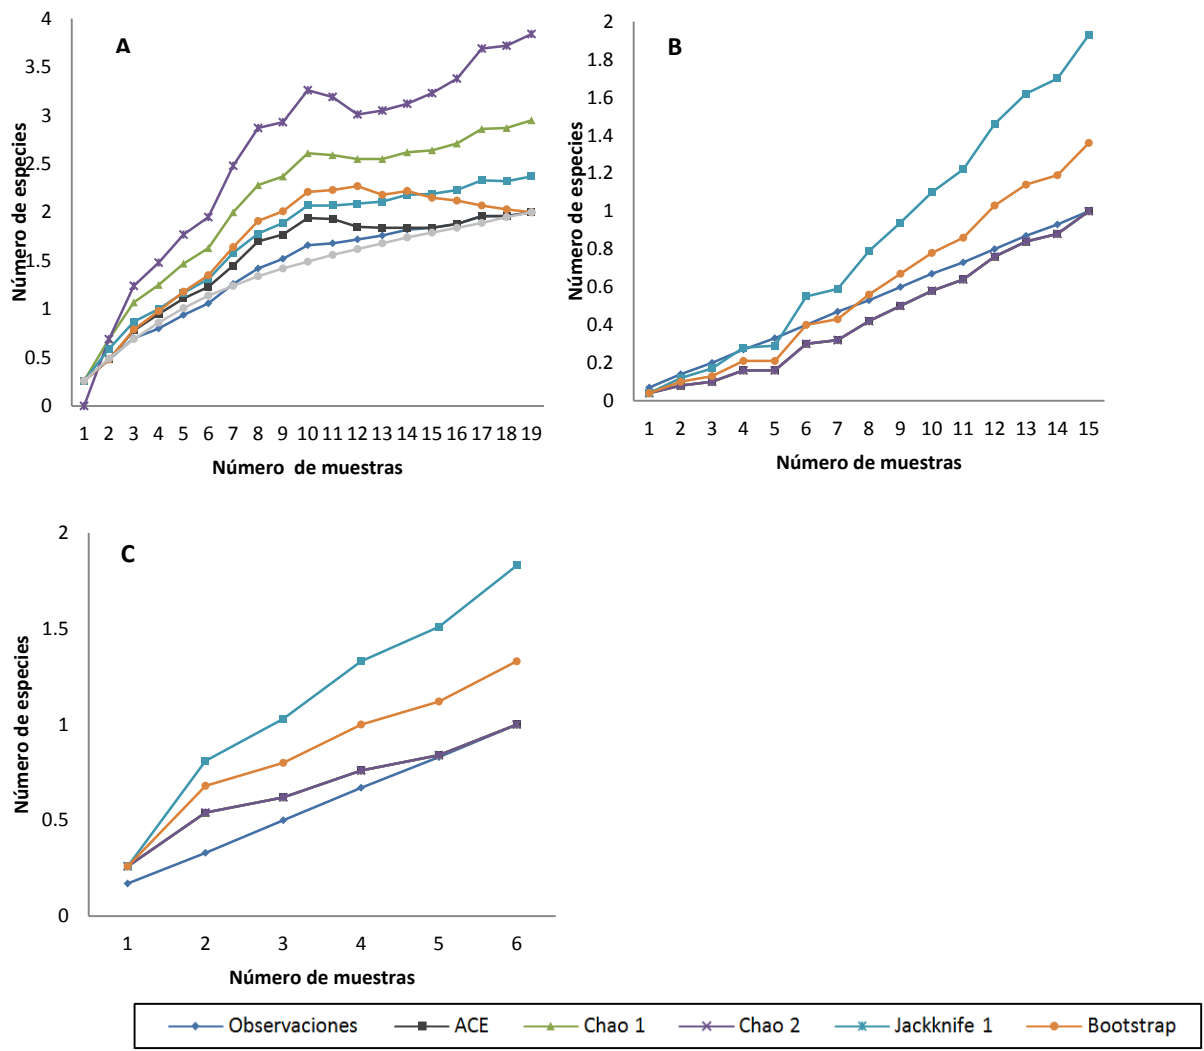 A
Número de especies
4
3.5
3
2.5
2
1.5
1
0.5
0
1 2 3 4 5 6 7 8 9 10 11 12 13 14 15 16 17 18 19
Número de muestras
B
Número de especies
2
1.8
1.6
1.4
1.2
1
0.8
0.6
0.4
0.2
0
1 2 3 4 5 6 7 8 9 10 11 12 13 14 15
Número de muestras
C
Número de especies
2
1.5
1
0.5
0
1 2 3 4 5 6
Número de muestras
Observaciones ACE Chao 1 Chao 2 Jackknife 1 Bootstrap